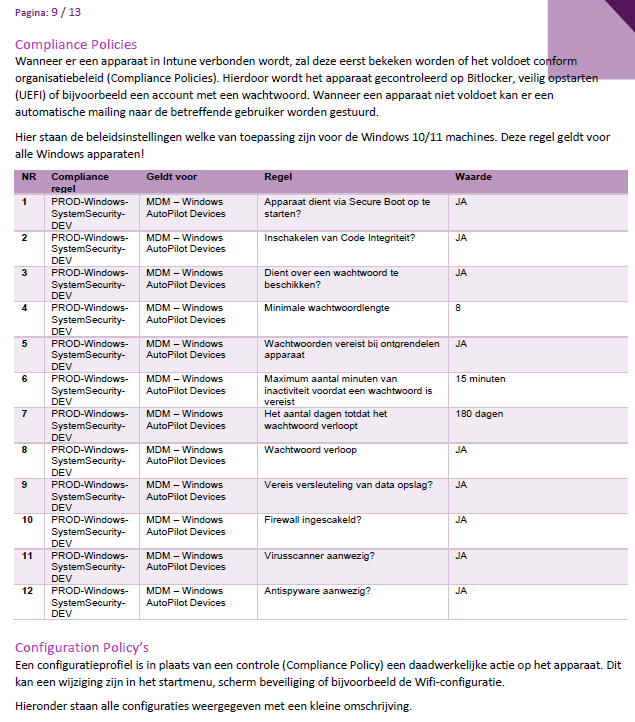 Pagina: 9 / 13
Compliance Policies
Wanneer er een apparaat in Intune verbonden wordt, zal deze eerst bekeken worden of het voldoet conform
organisatiebeleid (Compliance Policies). Hierdoor wordt het apparaat gecontroleerd op Bitlocker, veilig opstarten
(UEFI) of bijvoorbeeld een account met een wachtwoord. Wanneer een apparaat niet voldoet kan er een
automatische mailing naar de betreffende gebruiker worden gestuurd.
Hier staan de beleidsinstellingen welke van toepassing zijn voor de Windows 10/11 machines. Deze regel geldt voor
alle Windows apparaten!
NR Compliance Geldt voor Regel Waarde
regel
1 PROD-Windows- MDM – Windows Apparaat dient via Secure Boot op te JA
SystemSecurity- AutoPilot Devices starten?
DEV
2 PROD-Windows- MDM – Windows Inschakelen van Code Integriteit? JA
SystemSecurity- AutoPilot Devices
DEV
3 PROD-Windows- MDM – Windows Dient over een wachtwoord te JA
SystemSecurity- AutoPilot Devices beschikken?
DEV
4 PROD-Windows- MDM – Windows Minimale wachtwoordlengte 8
SystemSecurity- AutoPilot Devices
DEV
5 PROD-Windows- MDM – Windows Wachtwoorden vereist bij ontgrendelen JA
SystemSecurity- AutoPilot Devices apparaat
DEV
6 PROD-Windows- MDM – Windows Maximum aantal minuten van 15 minuten
SystemSecurity- AutoPilot Devices inactiviteit voordat een wachtwoord is
DEV vereist
7 PROD-Windows- MDM – Windows Het aantal dagen totdat het 180 dagen
SystemSecurity- AutoPilot Devices wachtwoord verloopt
DEV
8 PROD-Windows- MDM – Windows Wachtwoord verloop JA
SystemSecurity- AutoPilot Devices
DEV
9 PROD-Windows- MDM – Windows Vereis versleuteling van data opslag? JA
SystemSecurity- AutoPilot Devices
DEV
10 PROD-Windows- MDM – Windows Firewall ingescakeld? JA
SystemSecurity- AutoPilot Devices
DEV
11 PROD-Windows- MDM – Windows Virusscanner aanwezig? JA
SystemSecurity- AutoPilot Devices
DEV
12 PROD-Windows- MDM – Windows Antispyware aanwezig? JA
SystemSecurity- AutoPilot Devices
DEV
Configuration Policy's
Een configuratieprofiel is in plaats van een controle (Compliance Policy) een daadwerkelijke actie op het apparaat. Dit
kan een wijziging zijn in het startmenu, scherm beveiliging of bijvoorbeeld de Wifi-configuratie.
Hieronder staan alle configuraties weergegeven met een kleine omschrijving.